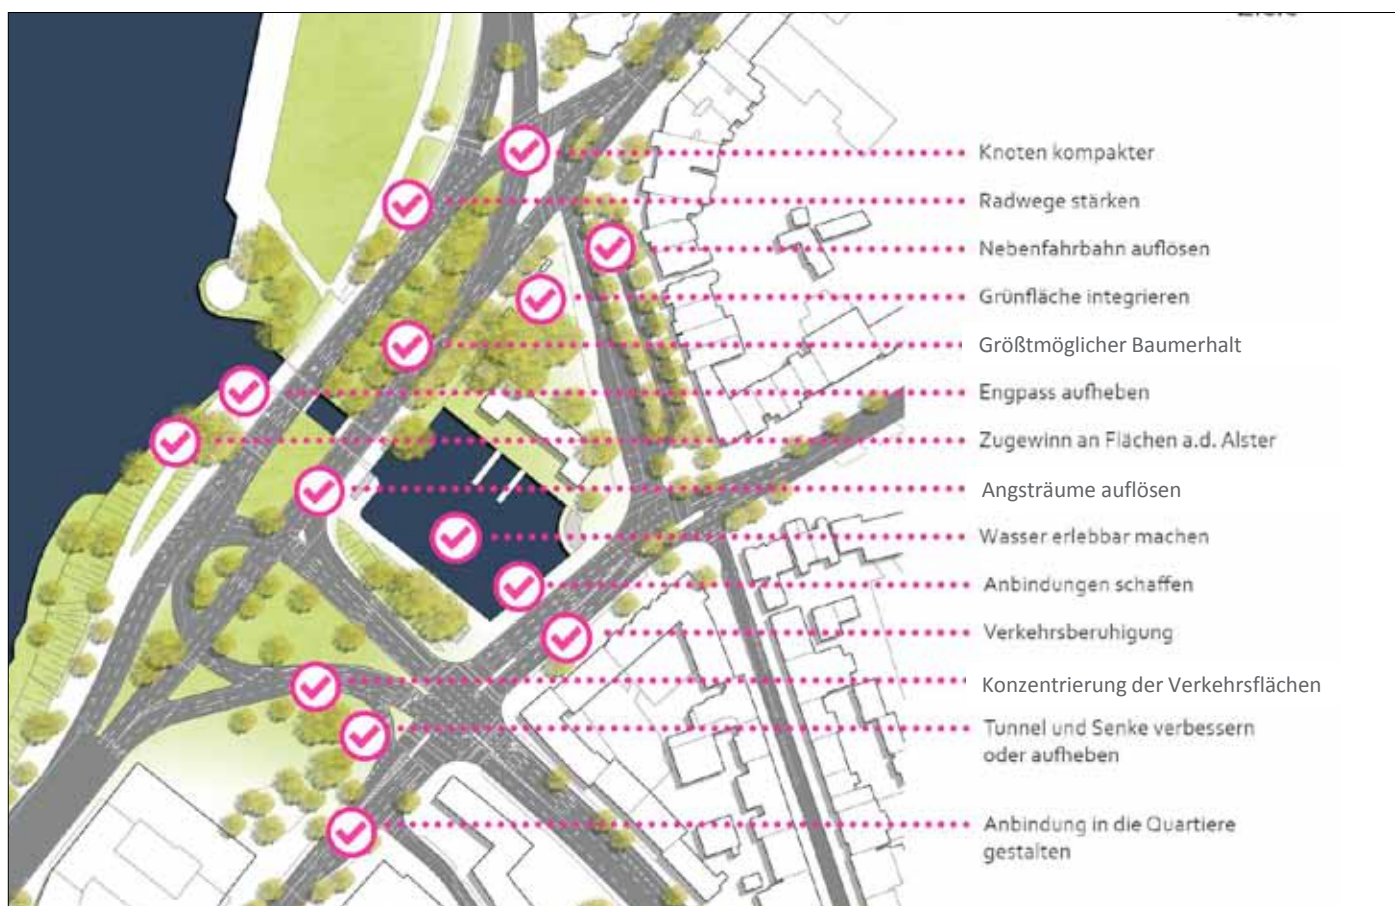 Knoten kompakter
Radwege stärken
Nebenfahrbahn auflösen
Grünfläche integrieren
Größtmöglicher Baumerhalt
Engpass aufheben
Zugewinn an Flächen a.d. Alster
Angsträume auflösen
Wasser erlebbar machen
Anbindungen schaffen
Verkehrsberuhigung
Konzentrierung der Verkehrsflächen
Tunnel und Senke verbessern
oder aufheben
Anbindung in die Quartiere
gestalten